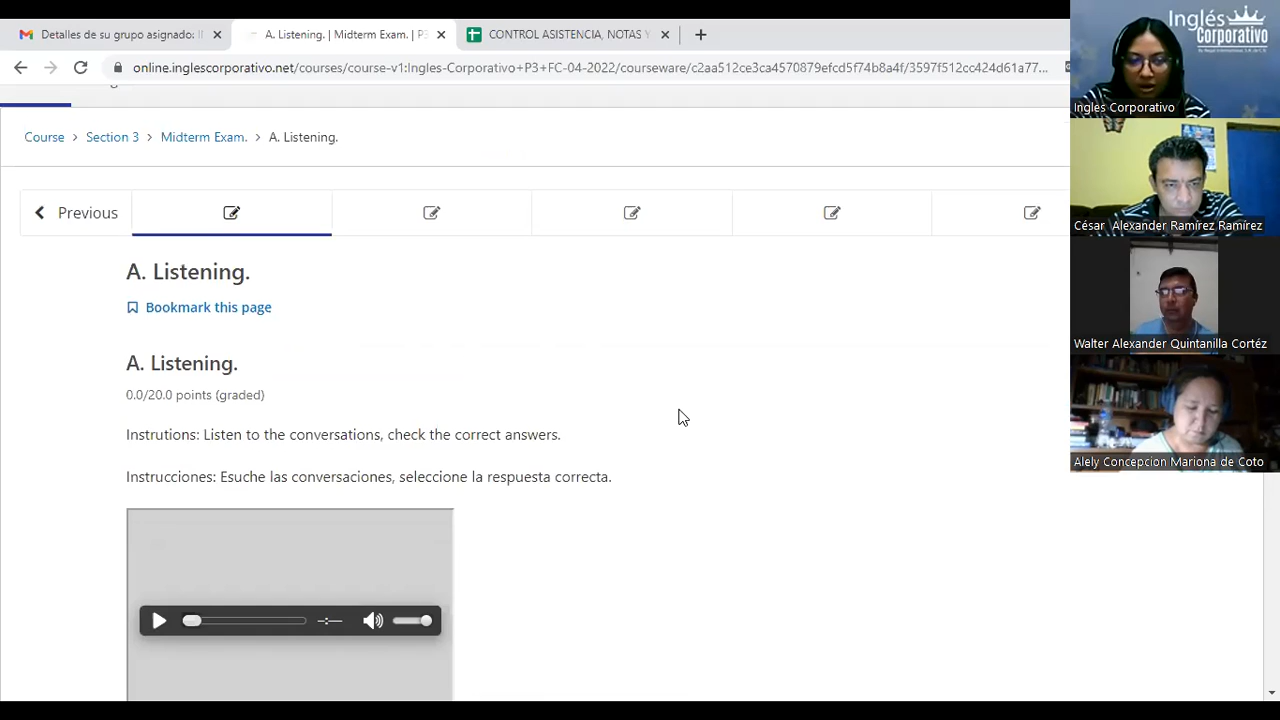 Detalles de su grupo asignado: I
A. Listening. | Midterm Exam. | P3
CONTROL ASISTENCIA, NOTAS Y
online.inglescorporativo.net/courses/course-v1:Ingles-Corporativo+P3+FC-04-2022/courseware/c2aa512ce3ca4570879efcd5f74b8a4f/3597f512cc424d61a77...
Course > Section 3 > Midterm Exam. > A. Listening.
Previous
A. Listening.
Bookmark this page
A. Listening.
0.0/20.0 points (graded)
Instrutions: Listen to the conversations, check the correct answers.
Instrucciones: Esuche las conversaciones, seleccione la respuesta correcta.
-:--
Inglés
Corporativo
Ingles Corporativo
César Alexander Ramírez Ramírez
Walter Alexander Quintanilla Cortéz
Alely Concepcion Mariona de Coto